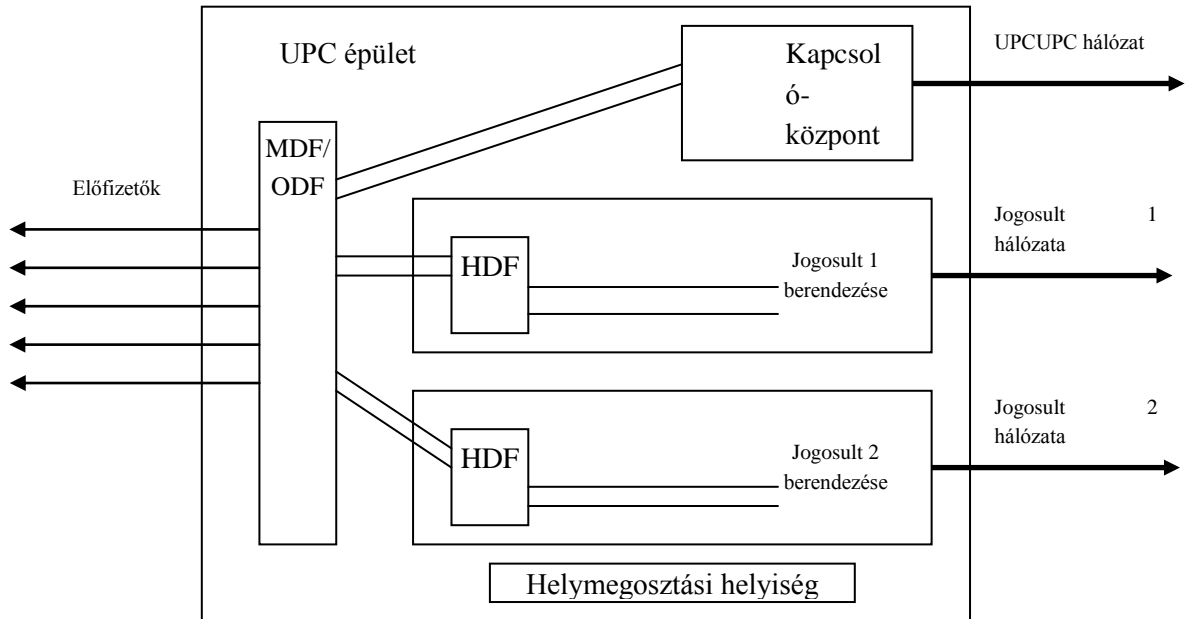 UPC épület
Kapcsol
ó-
központ
UPCUPC hálózat
MDF/
ODF
Előfizetők
HDF
Jogosult 1
berendezése
Jogosult 1
hálózata
HDF
Jogosult 2
berendezése
Jogosult 2
hálózata
Helymegosztási helyiség